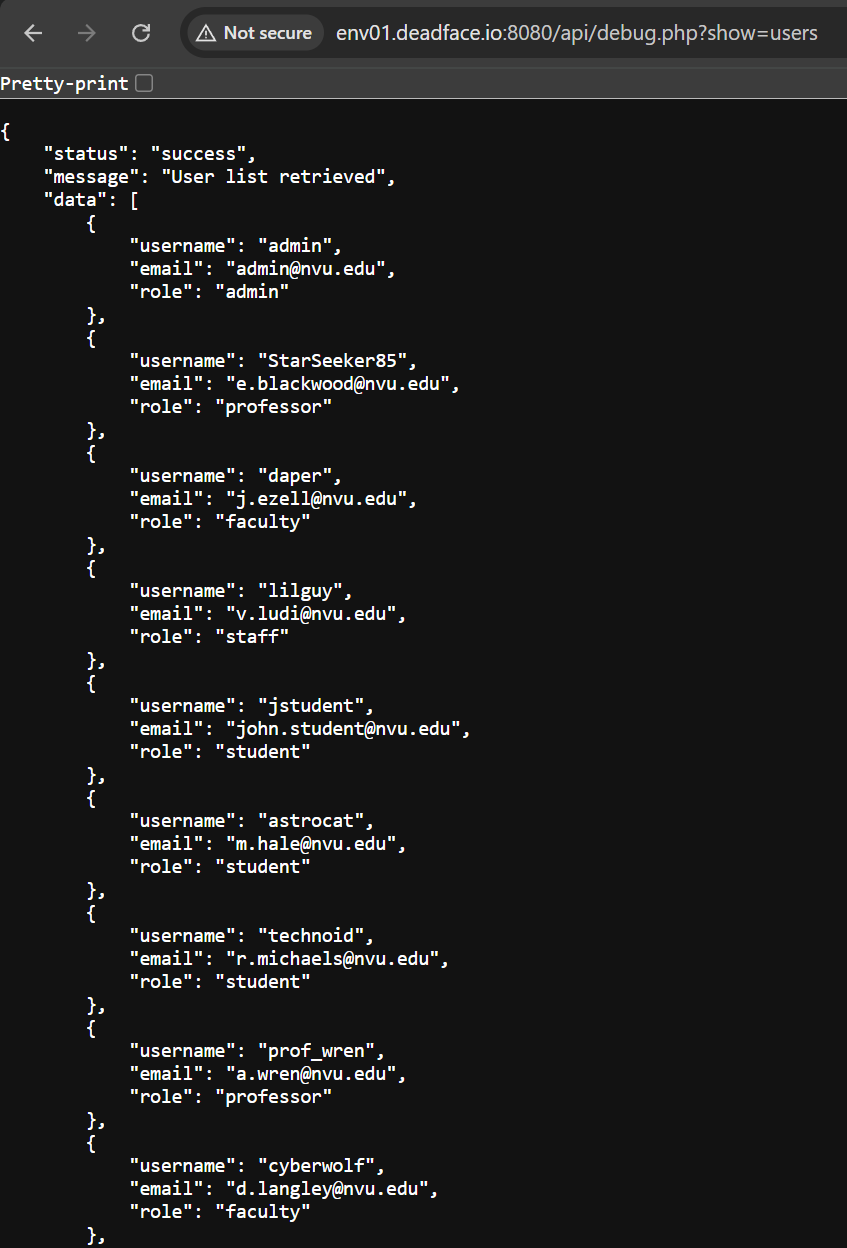 Not secure env01.deadface.io:8080/api/debug.php?show=users
Pretty-print
{
    "status": "success",
    "message": "User list retrieved",
    "data": [
        {
            "username": "admin",
            "email": "admin@nvu.edu",
            "role": "admin"
        },
        {
            "username": "StarSeeker85",
            "email": "e.blackwood@nvu.edu",
            "role": "professor"
        },
        {
            "username": "daper",
            "email": "j.ezell@nvu.edu",
            "role": "faculty"
        },
        {
            "username": "lilguy",
            "email": "v.ludi@nvu.edu",
            "role": "staff"
        },
        {
            "username": "jstudent",
            "email": "john.student@nvu.edu",
            "role": "student"
        },
        {
            "username": "astrocat",
            "email": "m.hale@nvu.edu",
            "role": "student"
        },
        {
            "username": "technoid",
            "email": "r.michaels@nvu.edu",
            "role": "student"
        },
        {
            "username": "prof_wren",
            "email": "a.wren@nvu.edu",
            "role": "professor"
        },
        {
            "username": "cyberwolf",
            "email": "d.langley@nvu.edu",
            "role": "faculty"
        },